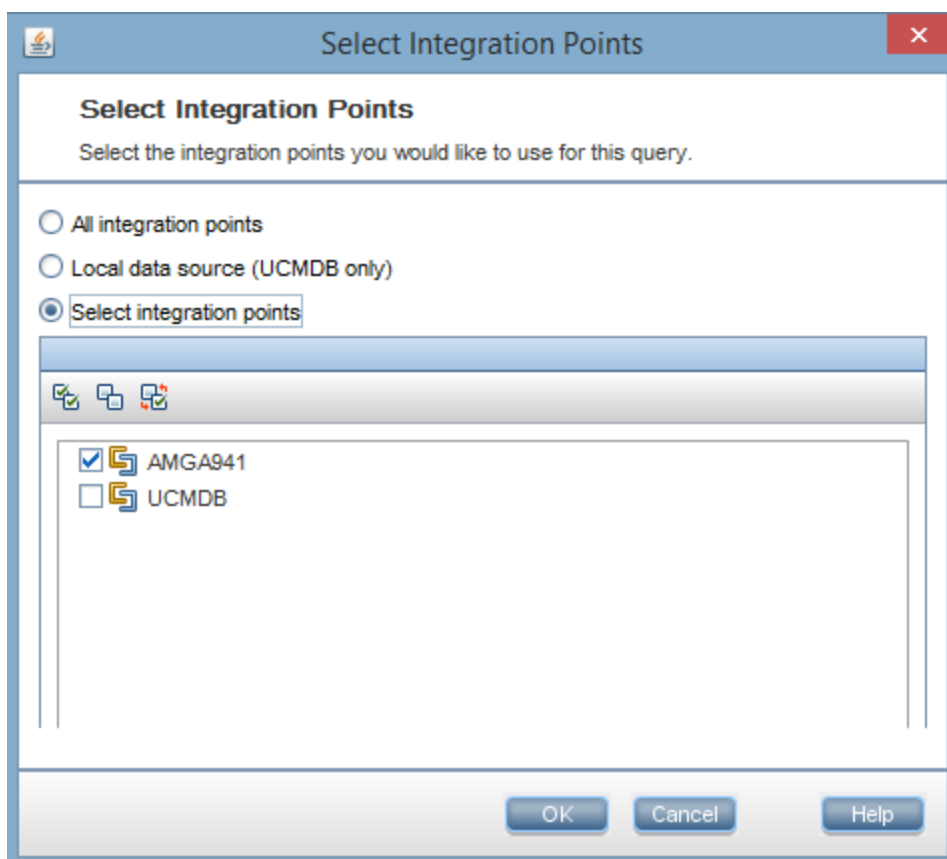 Select Integration Points
Select Integration Points
Select the integration points you would like to use for this query.
All integration points
Local data source (UCMDB only)
Select integration points
AMGA941
UCMDB
OK Cancel Help